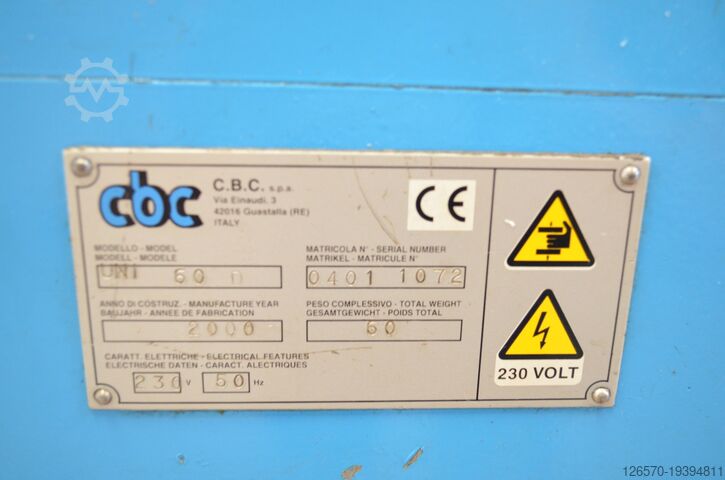 cbc
C.B.C. s.p.a.
Via Einaudi, 3
42016 Guastalla (RE)
ITALY
CE
MODELLO - MODEL
MODELL - MODELE
UNI 60 D
MATRICOLA N° - SERIAL NUMBER
MATRIKEL - MATRICULE N°
0401 1072
ANNO DI COSTRUZ. - MANUFACTURE YEAR
BAUJAHR - ANNEE DE FABRICATION
2000
PESO COMPLESSIVO - TOTAL WEIGHT
GESAMTGEWICHT - POIDS TOTAL
60
CARATT. ELETTRICHE - ELECTRICAL FEATURES
ELECTRISCHE DATEN - CARACT. ALECTRIQUES
230 V 50 Hz
230 VOLT
126570-19394811